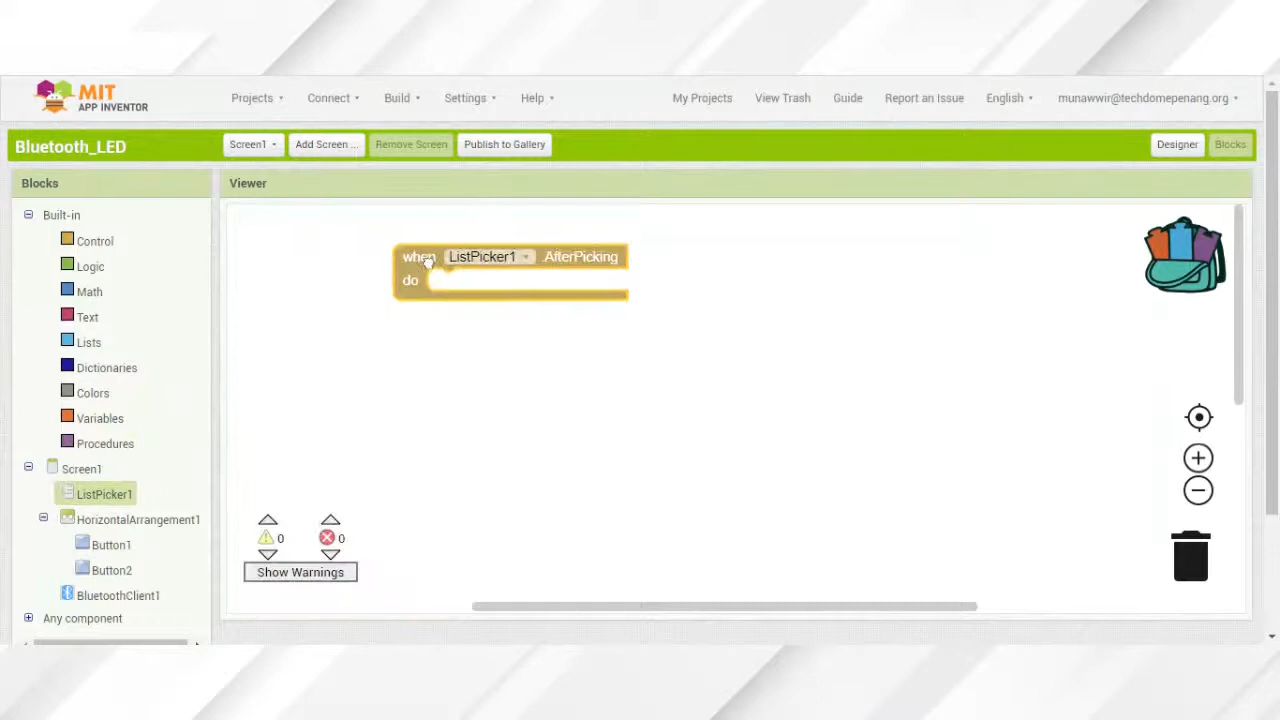 MIT
APP INVENTOR
Projects Connect Build Settings Help My Projects View Trash Guide Report an Issue English munawwir@techdomepenang.org
Bluetooth_LED Screen1 Add Screen ... Remove Screen Publish to Gallery Designer Blocks
Blocks Viewer
Built-in
Control
Logic
Math
Text
Lists
Dictionaries
Colors
Variables
Procedures
Screen1
ListPicker1
HorizontalArrangement1
Button1
Button2
BluetoothClient1
Any component
when ListPicker1 .AfterPicking
do
0 0
Show Warnings